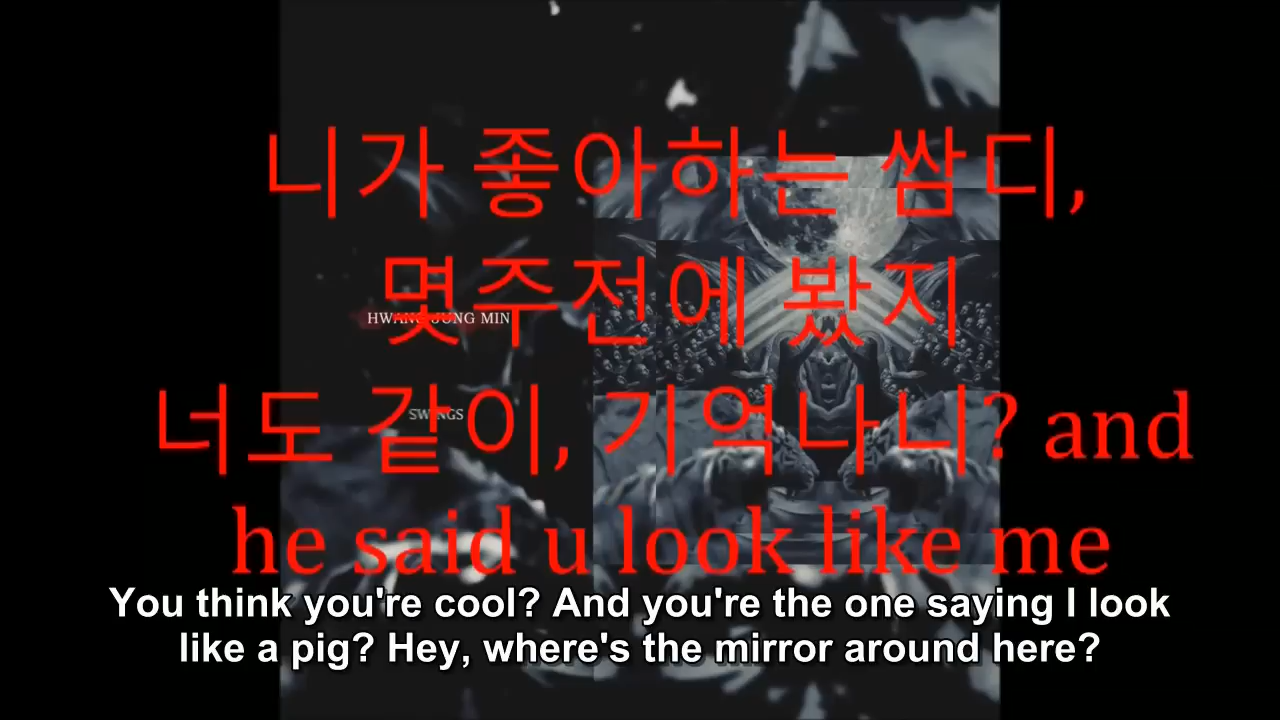 니가 좋아하는 쌈디,
몇주전에 봤지
HWANG JUNG MIN
너도 같이, 기억나니? and
SWINGS
he said u look like me
You think you're cool? And you're the one saying I look
like a pig? Hey, where's the mirror around here?